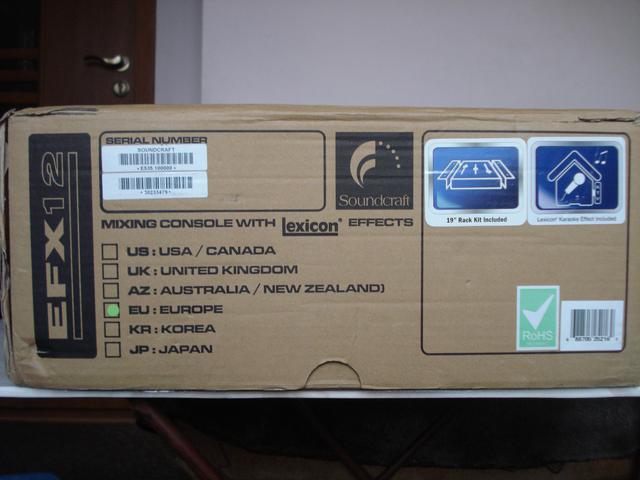 EFX12
SERIAL NUMBER
SOUNDCRAFT
Soundcraft
MIXING CONSOLE WITH Lexicon® EFFECTS
US : USA / CANADA
UK : UNITED KINGDOM
AZ : AUSTRALIA / NEW ZEALAND)
EU : EUROPE
KR : KOREA
JP : JAPAN
19" Rack Kit Included
Lexicon® Karaoke Effect Included
RoHS